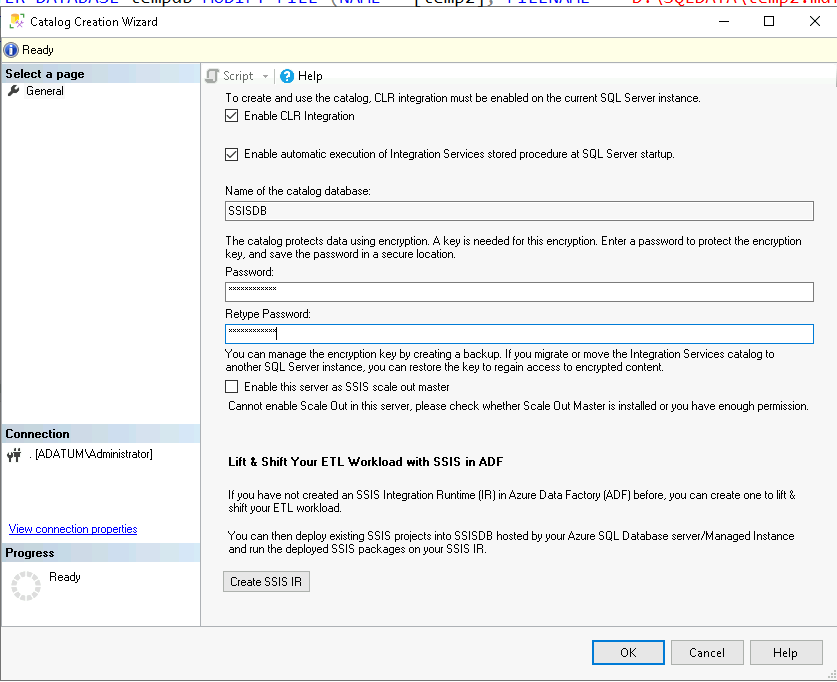 Catalog Creation Wizard
Ready
Select a page
General
Script
Help
To create and use the catalog, CLR integration must be enabled on the current SQL Server instance.
Enable CLR Integration
Enable automatic execution of Integration Services stored procedure at SQL Server startup.
Name of the catalog database:
SSISDB
The catalog protects data using encryption. A key is needed for this encryption. Enter a password to protect the encryption
key, and save the password in a secure location.
Password:
************
Retype Password:
************
You can manage the encryption key by creating a backup. If you migrate or move the Integration Services catalog to
another SQL Server instance, you can restore the key to regain access to encrypted content.
Enable this server as SSIS scale out master
Cannot enable Scale Out in this server, please check whether Scale Out Master is installed or you have enough permission.
Connection
. [ADATUM\Administrator]
View connection properties
Progress
Ready
Lift & Shift Your ETL Workload with SSIS in ADF
If you have not created an SSIS Integration Runtime (IR) in Azure Data Factory (ADF) before, you can create one to lift &
shift your ETL workload.
You can then deploy existing SSIS projects into SSISDB hosted by your Azure SQL Database server/Managed Instance
and run the deployed SSIS packages on your SSIS IR.
Create SSIS IR
OK
Cancel
Help